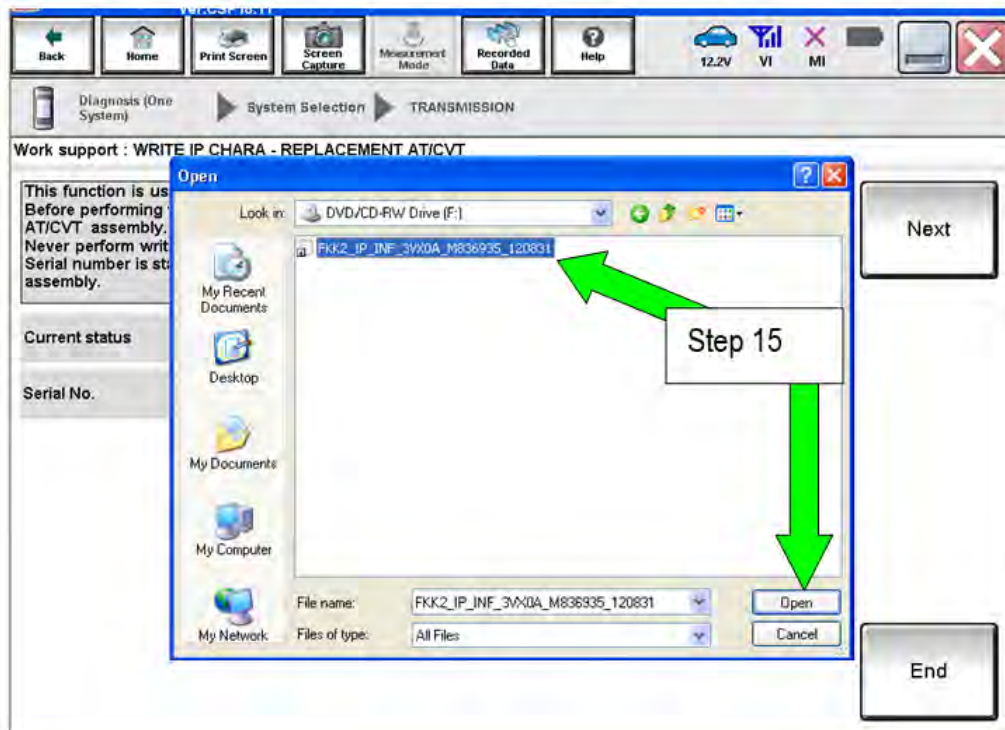 Back
Home
Print Screen
Screen Capture
Measurement Mode
Recorded Data
Help
12.2V
VI
MI
Diagnosis (One System)
System Selection
TRANSMISSION
Work support : WRITE IP CHARA - REPLACEMENT AT/CVT
This function is us
Before performing
AT/CVT assembly.
Never perform writ
Serial number is sta
assembly.
Current status
Serial No.
Open
Look in:
DVD/CD-RW Drive (F:)
FKK2_IP_INF_3VX0A_M836935_120831
My Recent Documents
Desktop
My Documents
My Computer
My Network
File name:
FKK2_IP_INF_3VX0A_M836935_120831
Open
Files of type:
All Files
Cancel
Step 15
Next
End